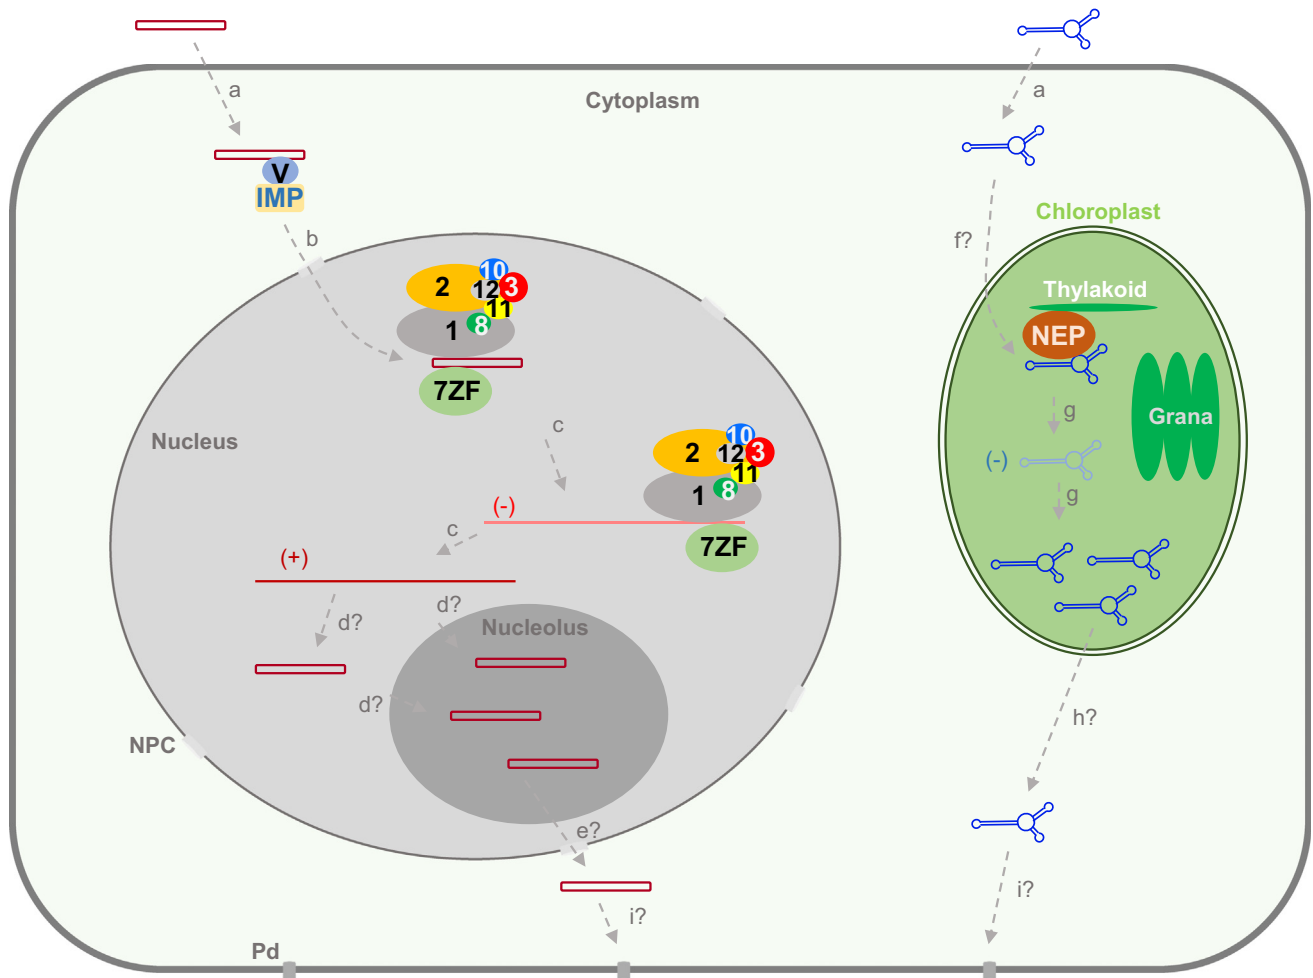 Cytoplasm
a
a
V
IMP
Chloroplast
b
f?
10
2
12
3
11
1
8
7ZF
Thylakoid
NEP
Nucleus
c
g
Grana
10
2
12
3
11
1
8
(-)
g
(-)
c
7ZF
(+)
d?
d?
Nucleolus
d?
NPC
h?
e?
i?
i?
Pd